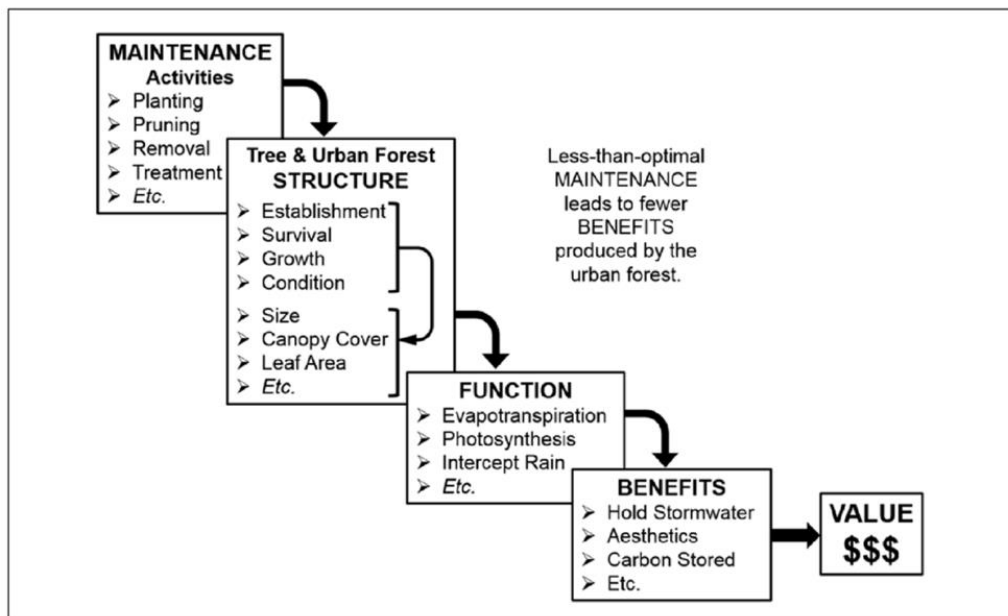 MAINTENANCE
Activities
➢ Planting
➢ Pruning
➢ Removal
➢ Treatment
➢ Etc.
Tree & Urban Forest
STRUCTURE
➢ Establishment
➢ Survival
➢ Growth
➢ Condition
➢ Size
➢ Canopy Cover
➢ Leaf Area
➢ Etc.
Less-than-optimal
MAINTENANCE
leads to fewer
BENEFITS
produced by the
urban forest.
FUNCTION
➢ Evapotranspiration
➢ Photosynthesis
➢ Intercept Rain
➢ Etc.
BENEFITS
➢ Hold Stormwater
➢ Aesthetics
➢ Carbon Stored
➢ Etc.
VALUE
$$$